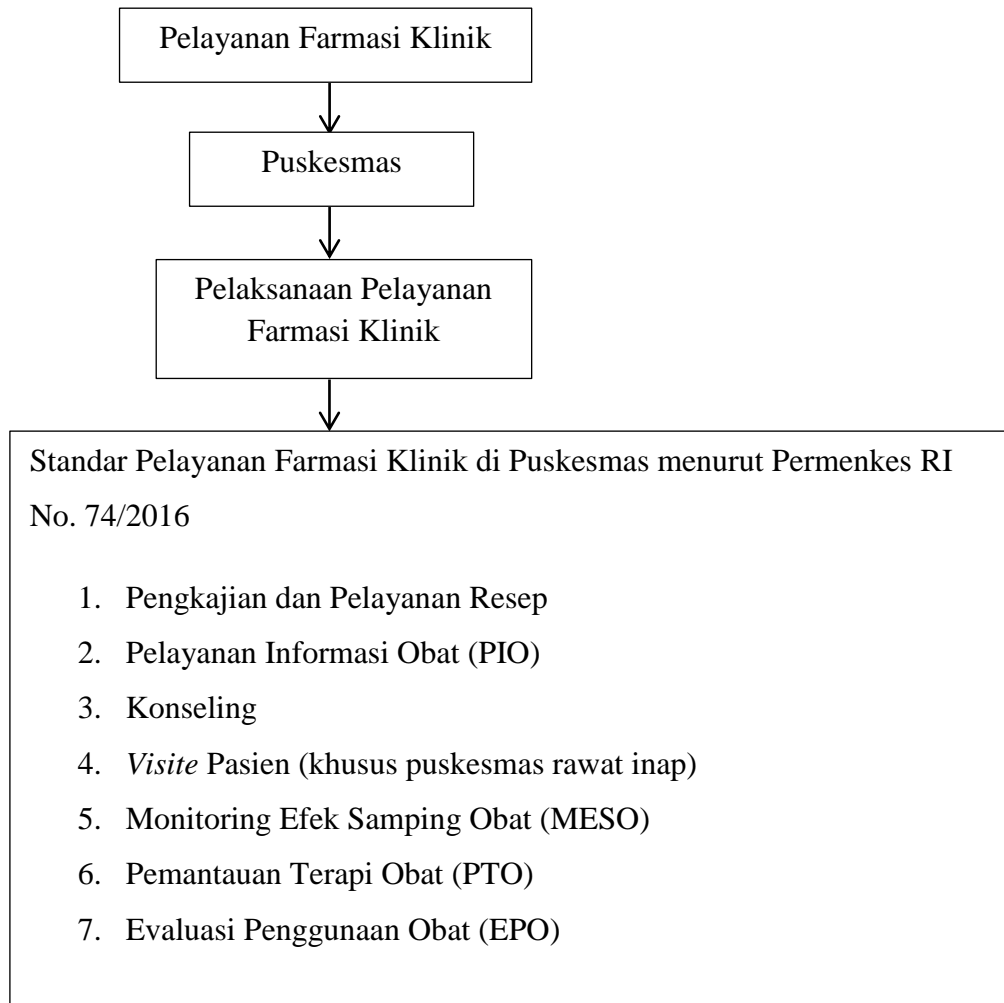 Pelayanan Farmasi Klinik
Puskesmas
Pelaksanaan Pelayanan
Farmasi Klinik
Standar Pelayanan Farmasi Klinik di Puskesmas menurut Permenkes RI
No. 74/2016
1. Pengkajian dan Pelayanan Resep
2. Pelayanan Informasi Obat (PIO)
3. Konseling
4. Visite Pasien (khusus puskesmas rawat inap)
5. Monitoring Efek Samping Obat (MESO)
6. Pemantauan Terapi Obat (PTO)
7. Evaluasi Penggunaan Obat (EPO)